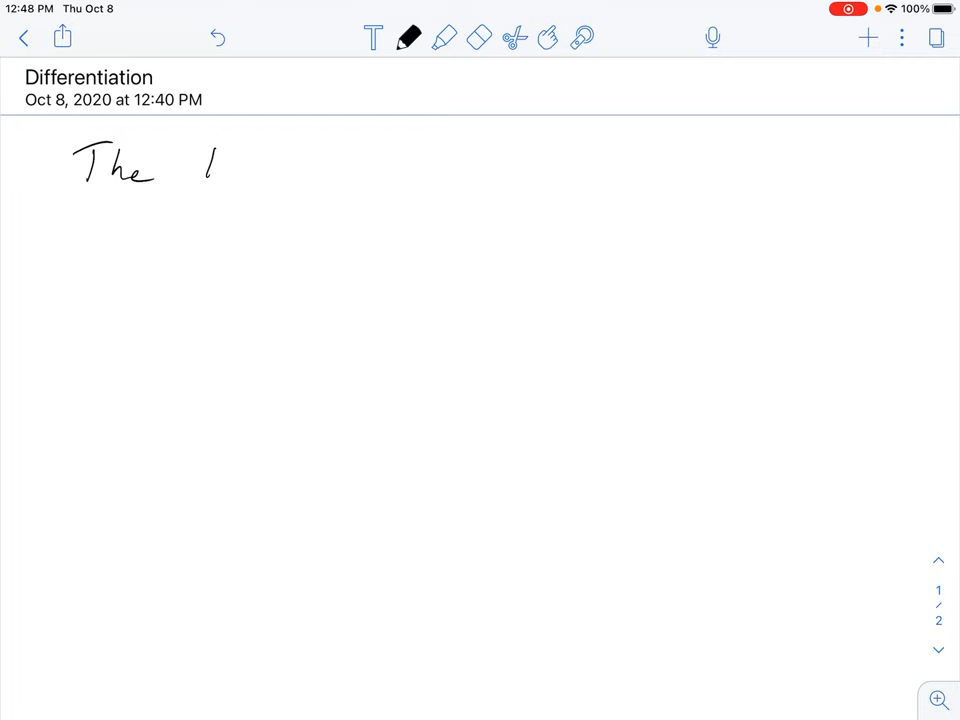 12:48 PM Thu Oct 8
100%
Differentiation
Oct 8, 2020 at 12:40 PM
The
1
2